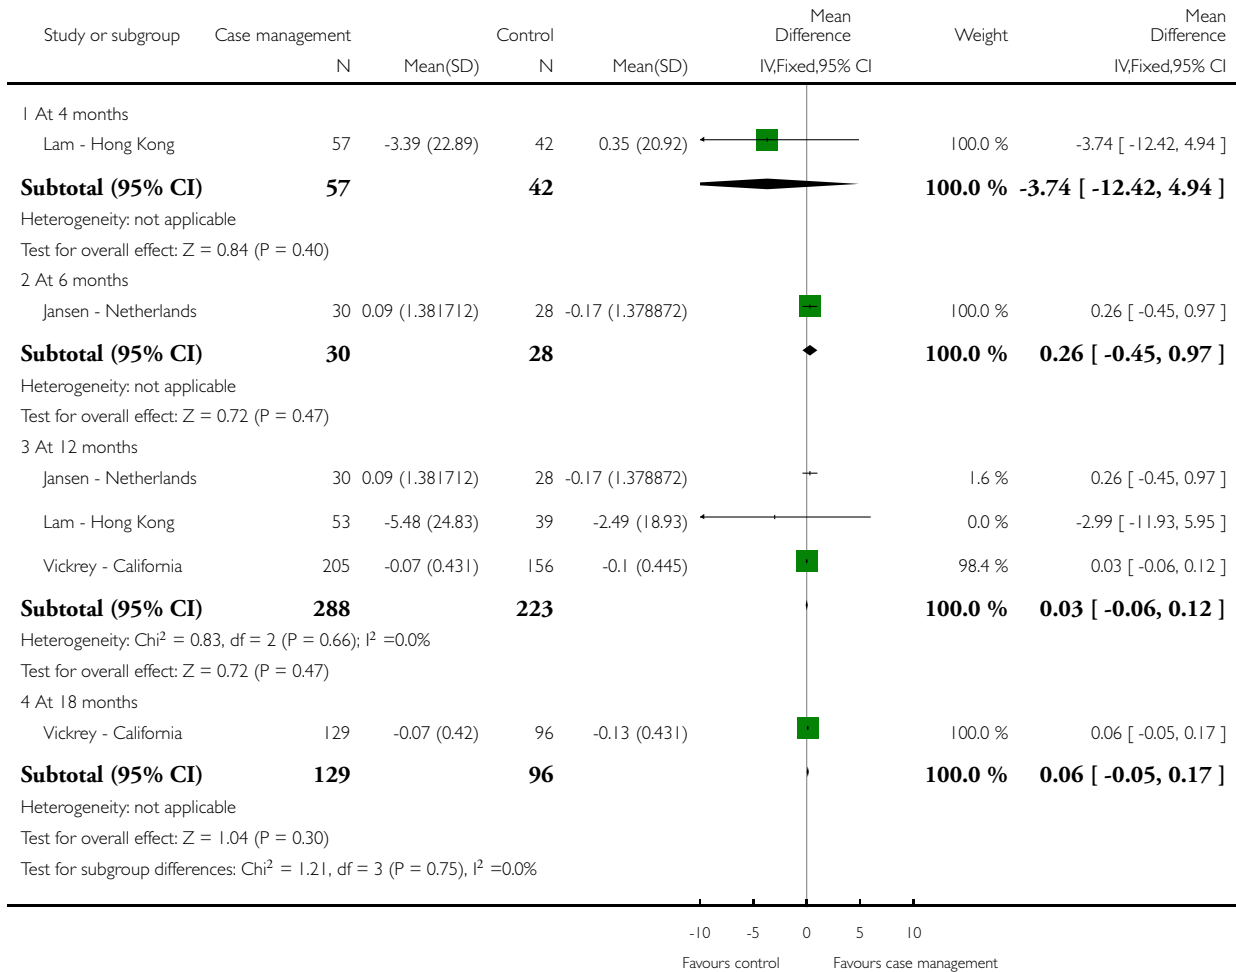 Study or subgroup Case management Control Mean Difference Weight Mean Difference
N Mean(SD) N Mean(SD) IV,Fixed,95% CI IV,Fixed,95% CI
1 At 4 months
Lam - Hong Kong 57 -3.39 (22.89) 42 0.35 (20.92) 100.0 % -3.74 [ -12.42, 4.94 ]
Subtotal (95% CI) 57 42 100.0 % -3.74 [ -12.42, 4.94 ]
Heterogeneity: not applicable
Test for overall effect: Z = 0.84 (P = 0.40)
2 At 6 months
Jansen - Netherlands 30 0.09 (1.381712) 28 -0.17 (1.378872) 100.0 % 0.26 [ -0.45, 0.97 ]
Subtotal (95% CI) 30 28 100.0 % 0.26 [ -0.45, 0.97 ]
Heterogeneity: not applicable
Test for overall effect: Z = 0.72 (P = 0.47)
3 At 12 months
Jansen - Netherlands 30 0.09 (1.381712) 28 -0.17 (1.378872) 1.6 % 0.26 [ -0.45, 0.97 ]
Lam - Hong Kong 53 -5.48 (24.83) 39 -2.49 (18.93) 0.0 % -2.99 [ -11.93, 5.95 ]
Vickrey - California 205 -0.07 (0.431) 156 -0.1 (0.445) 98.4 % 0.03 [ -0.06, 0.12 ]
Subtotal (95% CI) 288 223 100.0 % 0.03 [ -0.06, 0.12 ]
Heterogeneity: Chi² = 0.83, df = 2 (P = 0.66); I² =0.0%
Test for overall effect: Z = 0.72 (P = 0.47)
4 At 18 months
Vickrey - California 129 -0.07 (0.42) 96 -0.13 (0.431) 100.0 % 0.06 [ -0.05, 0.17 ]
Subtotal (95% CI) 129 96 100.0 % 0.06 [ -0.05, 0.17 ]
Heterogeneity: not applicable
Test for overall effect: Z = 1.04 (P = 0.30)
Test for subgroup differences: Chi² = 1.21, df = 3 (P = 0.75), I² =0.0%
-10 -5 0 5 10
Favours control Favours case management